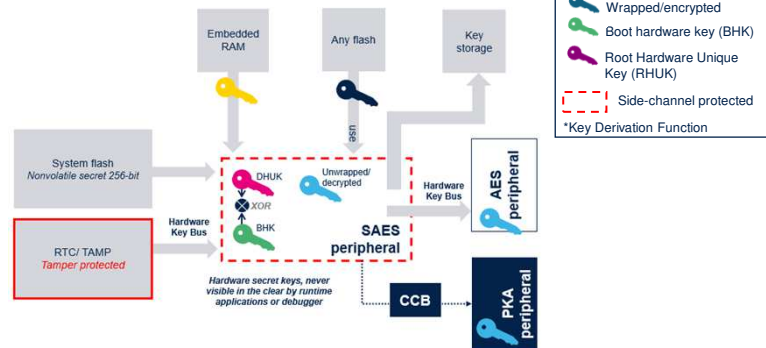 Embedded
RAM
Any flash
Key
storage
Wrapped/encrypted
Boot hardware key (BHK)
Root Hardware Unique
Key (RHUK)
Side-channel protected
*Key Derivation Function
use
System flash
Nonvolatile secret 256-bit
DHUK
XOR
BHK
Unwrapped/
decrypted
SAES
peripheral
Hardware
Key Bus
AES
peripheral
RTC/ TAMP
Tamper protected
Hardware
Key Bus
Hardware secret keys, never
visible in the clear by runtime
applications or debugger
CCB
PKA
peripheral